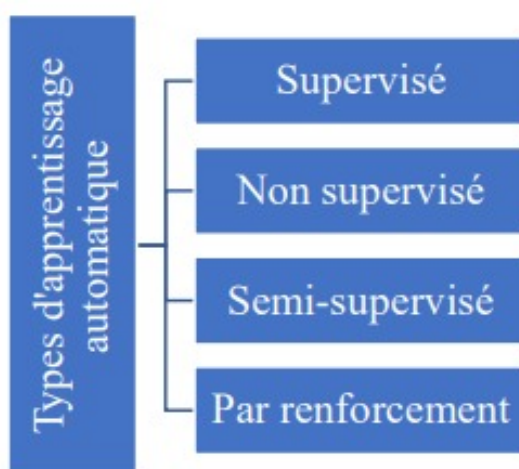 Types d'apprentissage
automatique
Supervisé
Non supervisé
Semi-supervisé
Par renforcement